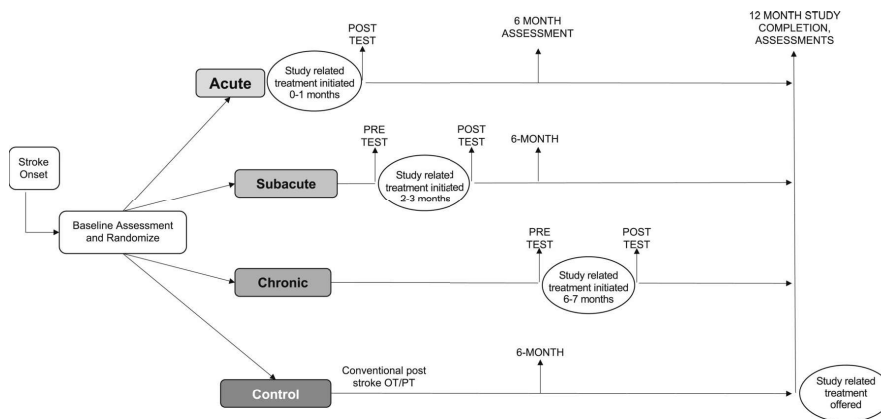 POST
TEST
6 MONTH
ASSESSMENT
12 MONTH STUDY
COMPLETION,
ASSESSMENTS
Acute
Study related
treatment initiated
0-1 months
Stroke
Onset
PRE
TEST
POST
TEST
6-MONTH
Subacute
Study related
treatment initiated
2-3 months
Baseline Assessment
and Randomize
PRE
TEST
POST
TEST
Chronic
Study related
treatment initiated
6-7 months
Conventional post
stroke OT/PT
6-MONTH
Control
Study related
treatment
offered